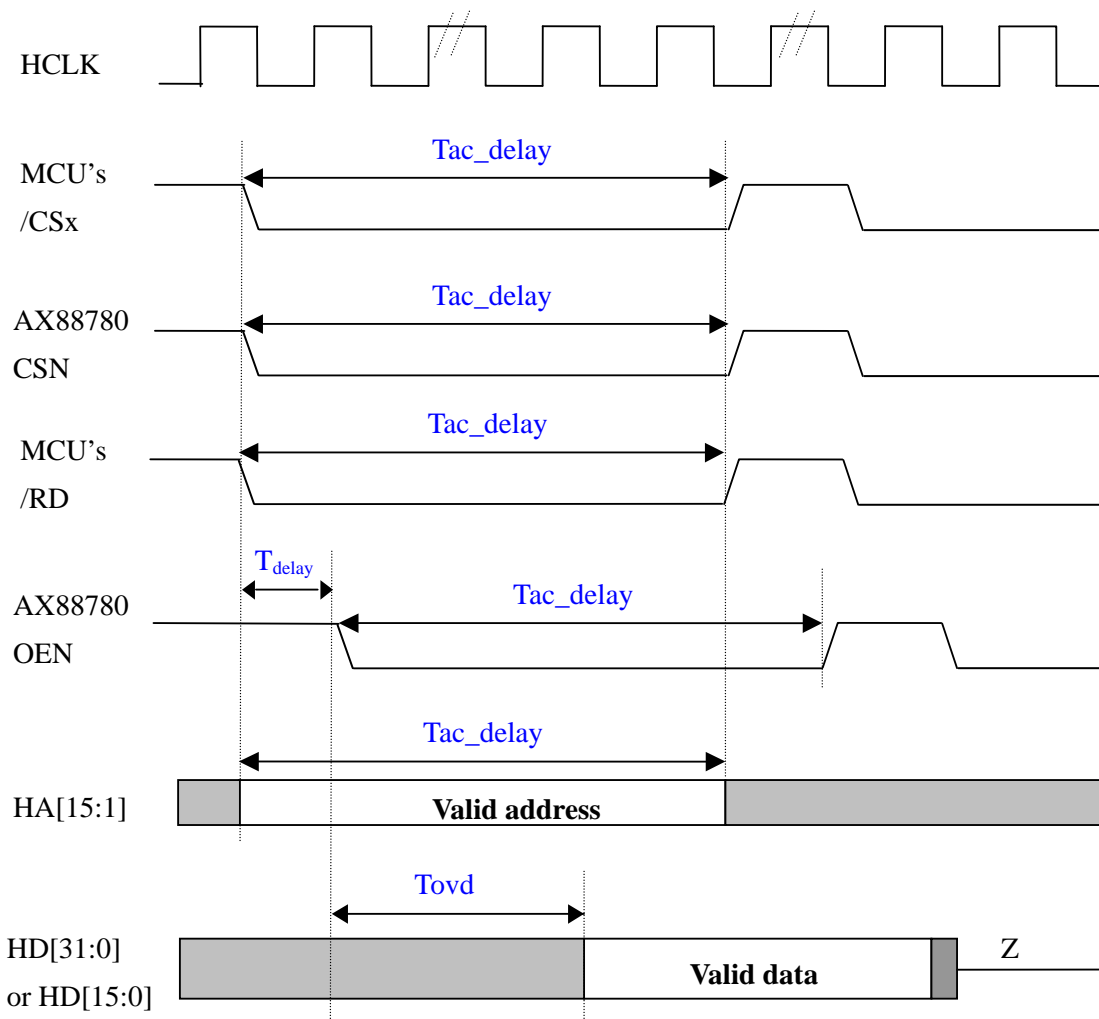 HCLK
Tac_delay
MCU's
/CSx
Tac_delay
AX88780
CSN
Tac_delay
MCU's
/RD
Tdelay
Tac_delay
AX88780
OEN
Tac_delay
HA[15:1]
Valid address
Tovd
HD[31:0]
or HD[15:0]
Valid data
Z